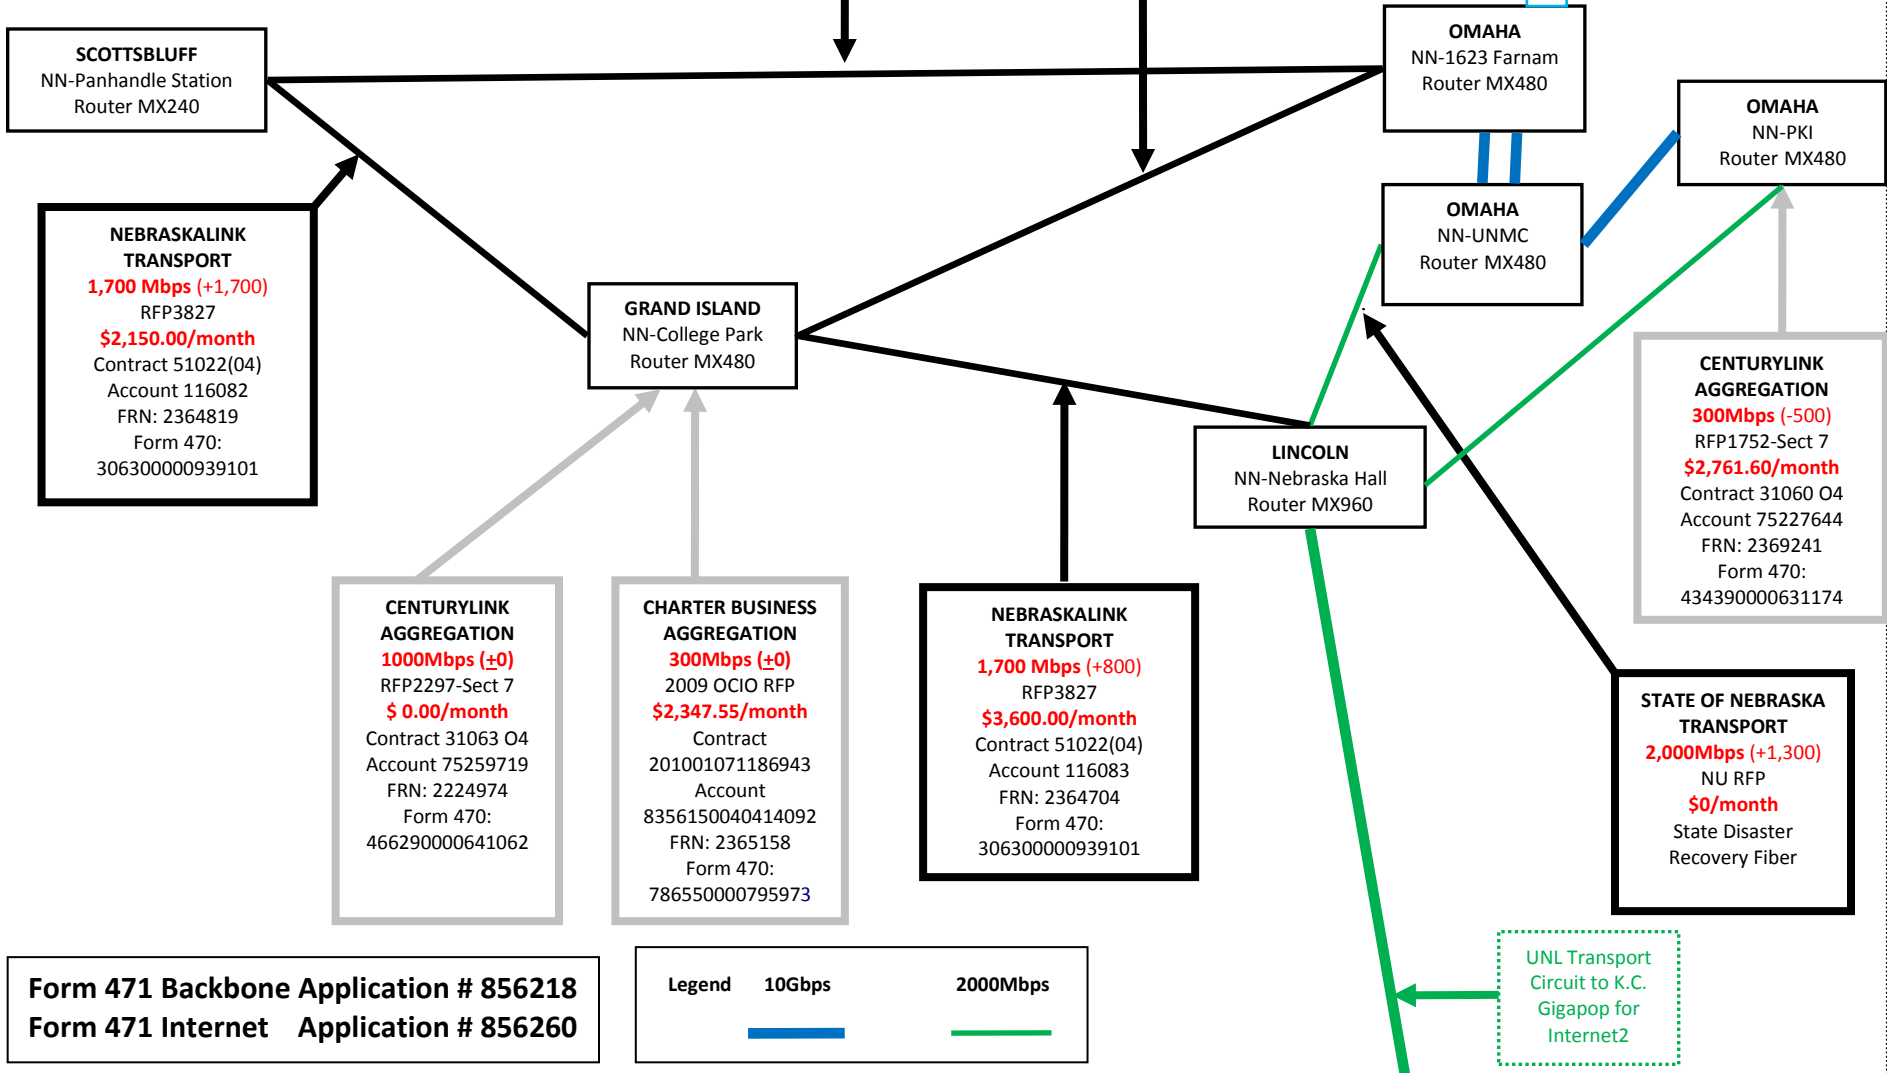 SCOTTSBLUFF
NN-Panhandle Station
Router MX240
OMAHA
NN-1623 Farnam
Router MX480
OMAHA
NN-PKI
Router MX480
OMAHA
NN-UNMC
Router MX480
NEBRASKALINK
TRANSPORT
1,700 Mbps (+1,700)
RFP3827
$2,150.00/month
Contract 51022(04)
Account 116082
FRN: 2364819
Form 470:
306300000939101
GRAND ISLAND
NN-College Park
Router MX480
LINCOLN
NN-Nebraska Hall
Router MX960
CENTURYLINK
AGGREGATION
300Mbps (-500)
RFP1752-Sect 7
$2,761.60/month
Contract 31060 O4
Account 75227644
FRN: 2369241
Form 470:
434390000631174
CENTURYLINK
AGGREGATION
1000Mbps (±0)
RFP2297-Sect 7
$ 0.00/month
Contract 31063 O4
Account 75259719
FRN: 2224974
Form 470:
466290000641062
CHARTER BUSINESS
AGGREGATION
300Mbps (±0)
2009 OCIO RFP
$2,347.55/month
Contract
201001071186943
Account
8356150040414092
FRN: 2365158
Form 470:
786550000795973
NEBRASKALINK
TRANSPORT
1,700 Mbps (+800)
RFP3827
$3,600.00/month
Contract 51022(04)
Account 116083
FRN: 2364704
Form 470:
306300000939101
STATE OF NEBRASKA
TRANSPORT
2,000Mbps (+1,300)
NU RFP
$0/month
State Disaster
Recovery Fiber
Form 471 Backbone Application # 856218
Form 471 Internet Application # 856260
Legend 10Gbps 2000Mbps
UNL Transport
Circuit to K.C.
Gigapop for
Internet2